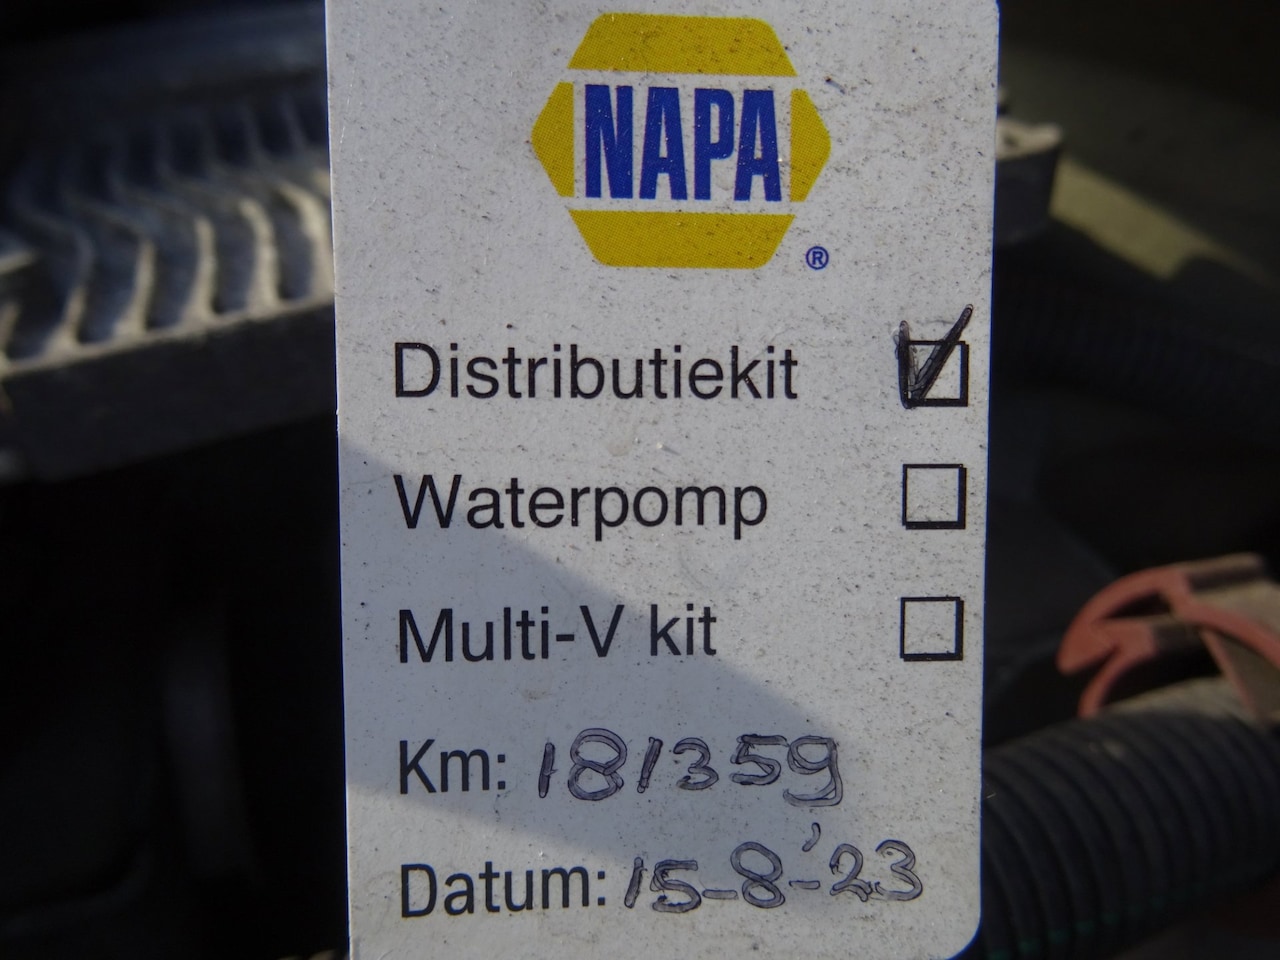 NAPA
®
Distributiekit
Waterpomp
Multi-V kit
Km: 181359
Datum: 15-8-'23